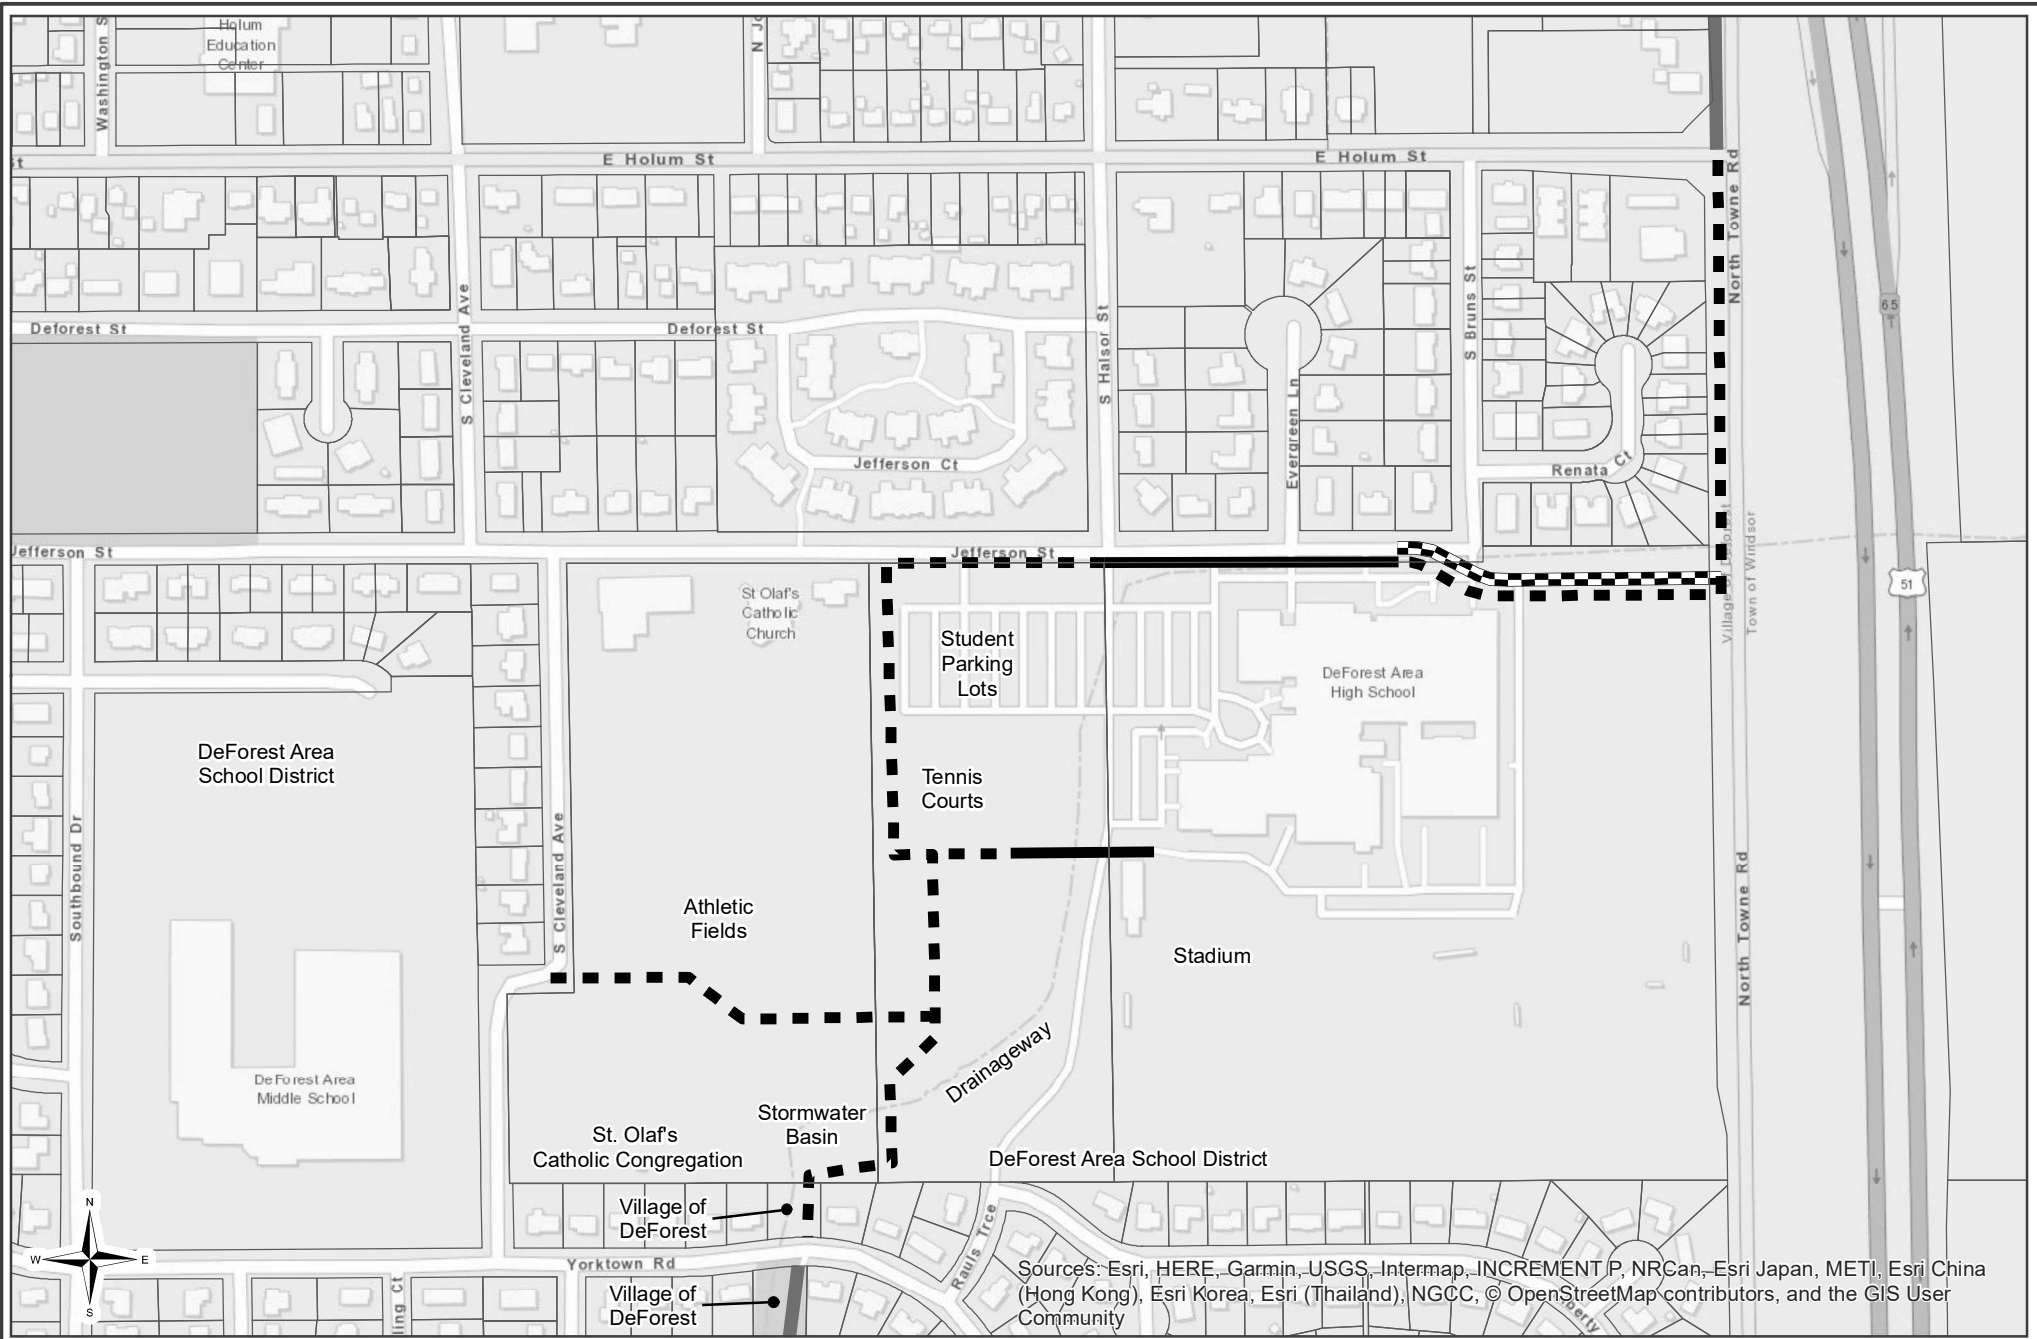 Holum
Education
Center
Washington S
N Jo
E Holum St
E Holum St
St
North Towne Rd
65
S Cleveland Ave
Deforest St
Deforest St
S Halsor St
S Bruns St
Evergreen Ln
Jefferson Ct
Renata Ct
Jefferson St
Jefferson St
Town of Windsor
51
St Olaf's
Catholic
Church
Student
Parking
Lots
DeForest Area
High School
DeForest Area
School District
Tennis
Courts
Southbound Dr
S Cleveland Ave
North Towne Rd
Athletic
Fields
Stadium
Drainageway
DeForest Area
Middle School
Stormwater
Basin
St. Olaf's
Catholic Congregation
DeForest Area School District
Village of
DeForest
N
W
E
S
Yorktown Rd
Rauls Trce
Village of
DeForest
ling Ct
Sources: Esri, HERE, Garmin, USGS, Intermap, INCREMENT P, NRCan, Esri Japan, METI, Esri China
(Hong Kong), Esri Korea, Esri (Thailand), NGCC, © OpenStreetMap contributors, and the GIS User
Community